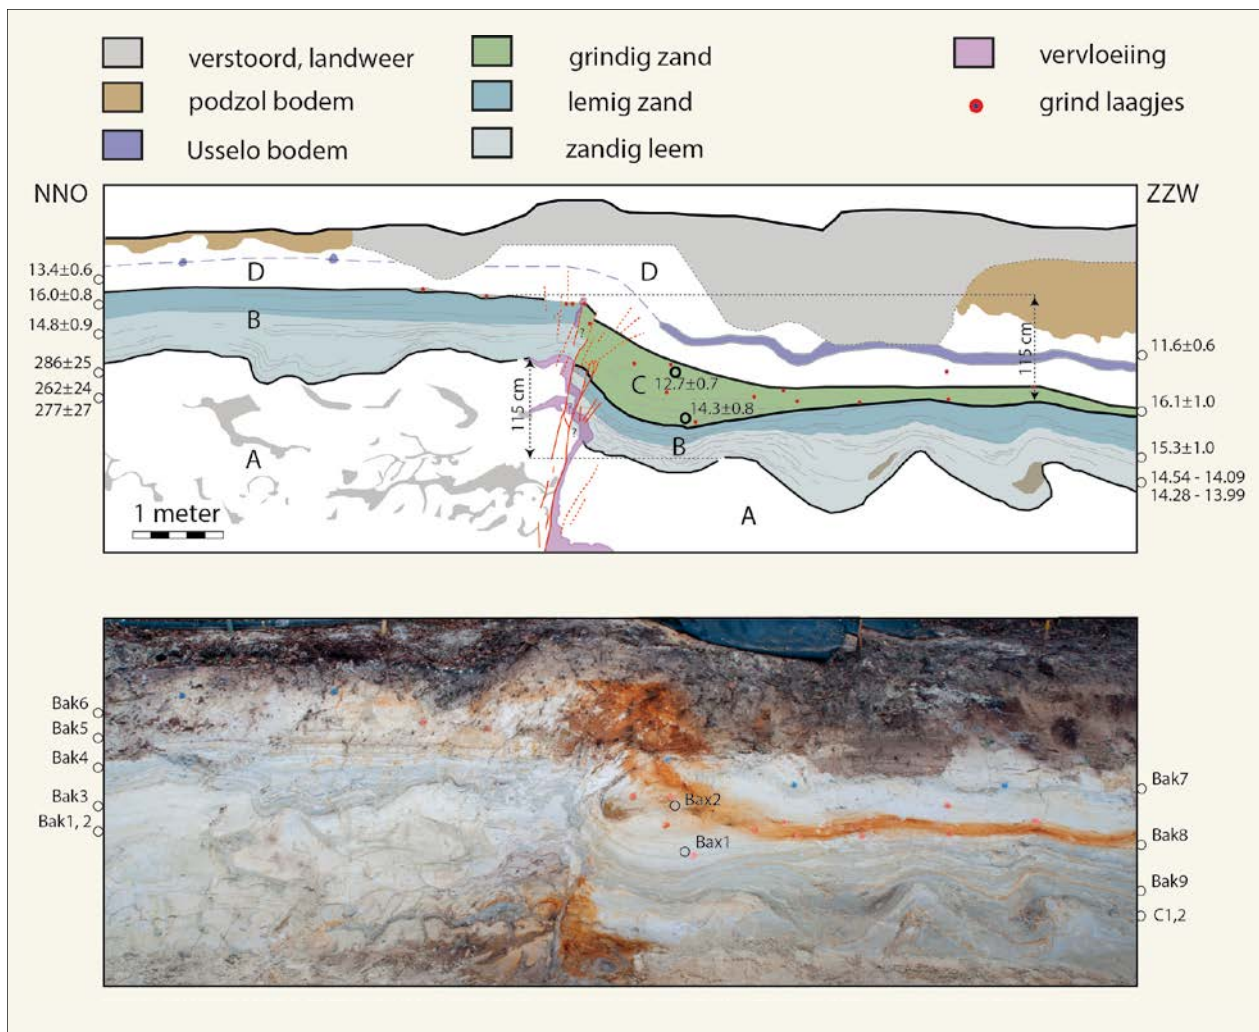 verstoord, landweer
grindig zand
vervloeiing
podzol bodem
lemig zand
grind laagjes
Usselo bodem
zandig leem
NNO
ZZW
13.4±0.6
16.0±0.8
14.8±0.9
286±25
262±24
277±27
D
D
B
C
B
A
A
12.7±0.7
14.3±0.8
?
?
115 cm
115 cm
1 meter
11.6±0.6
16.1±1.0
15.3±1.0
14.54 - 14.09
14.28 - 13.99
Bak6
Bak5
Bak4
Bak3
Bak1, 2
Bax2
Bax1
Bak7
Bak8
Bak9
C1,2